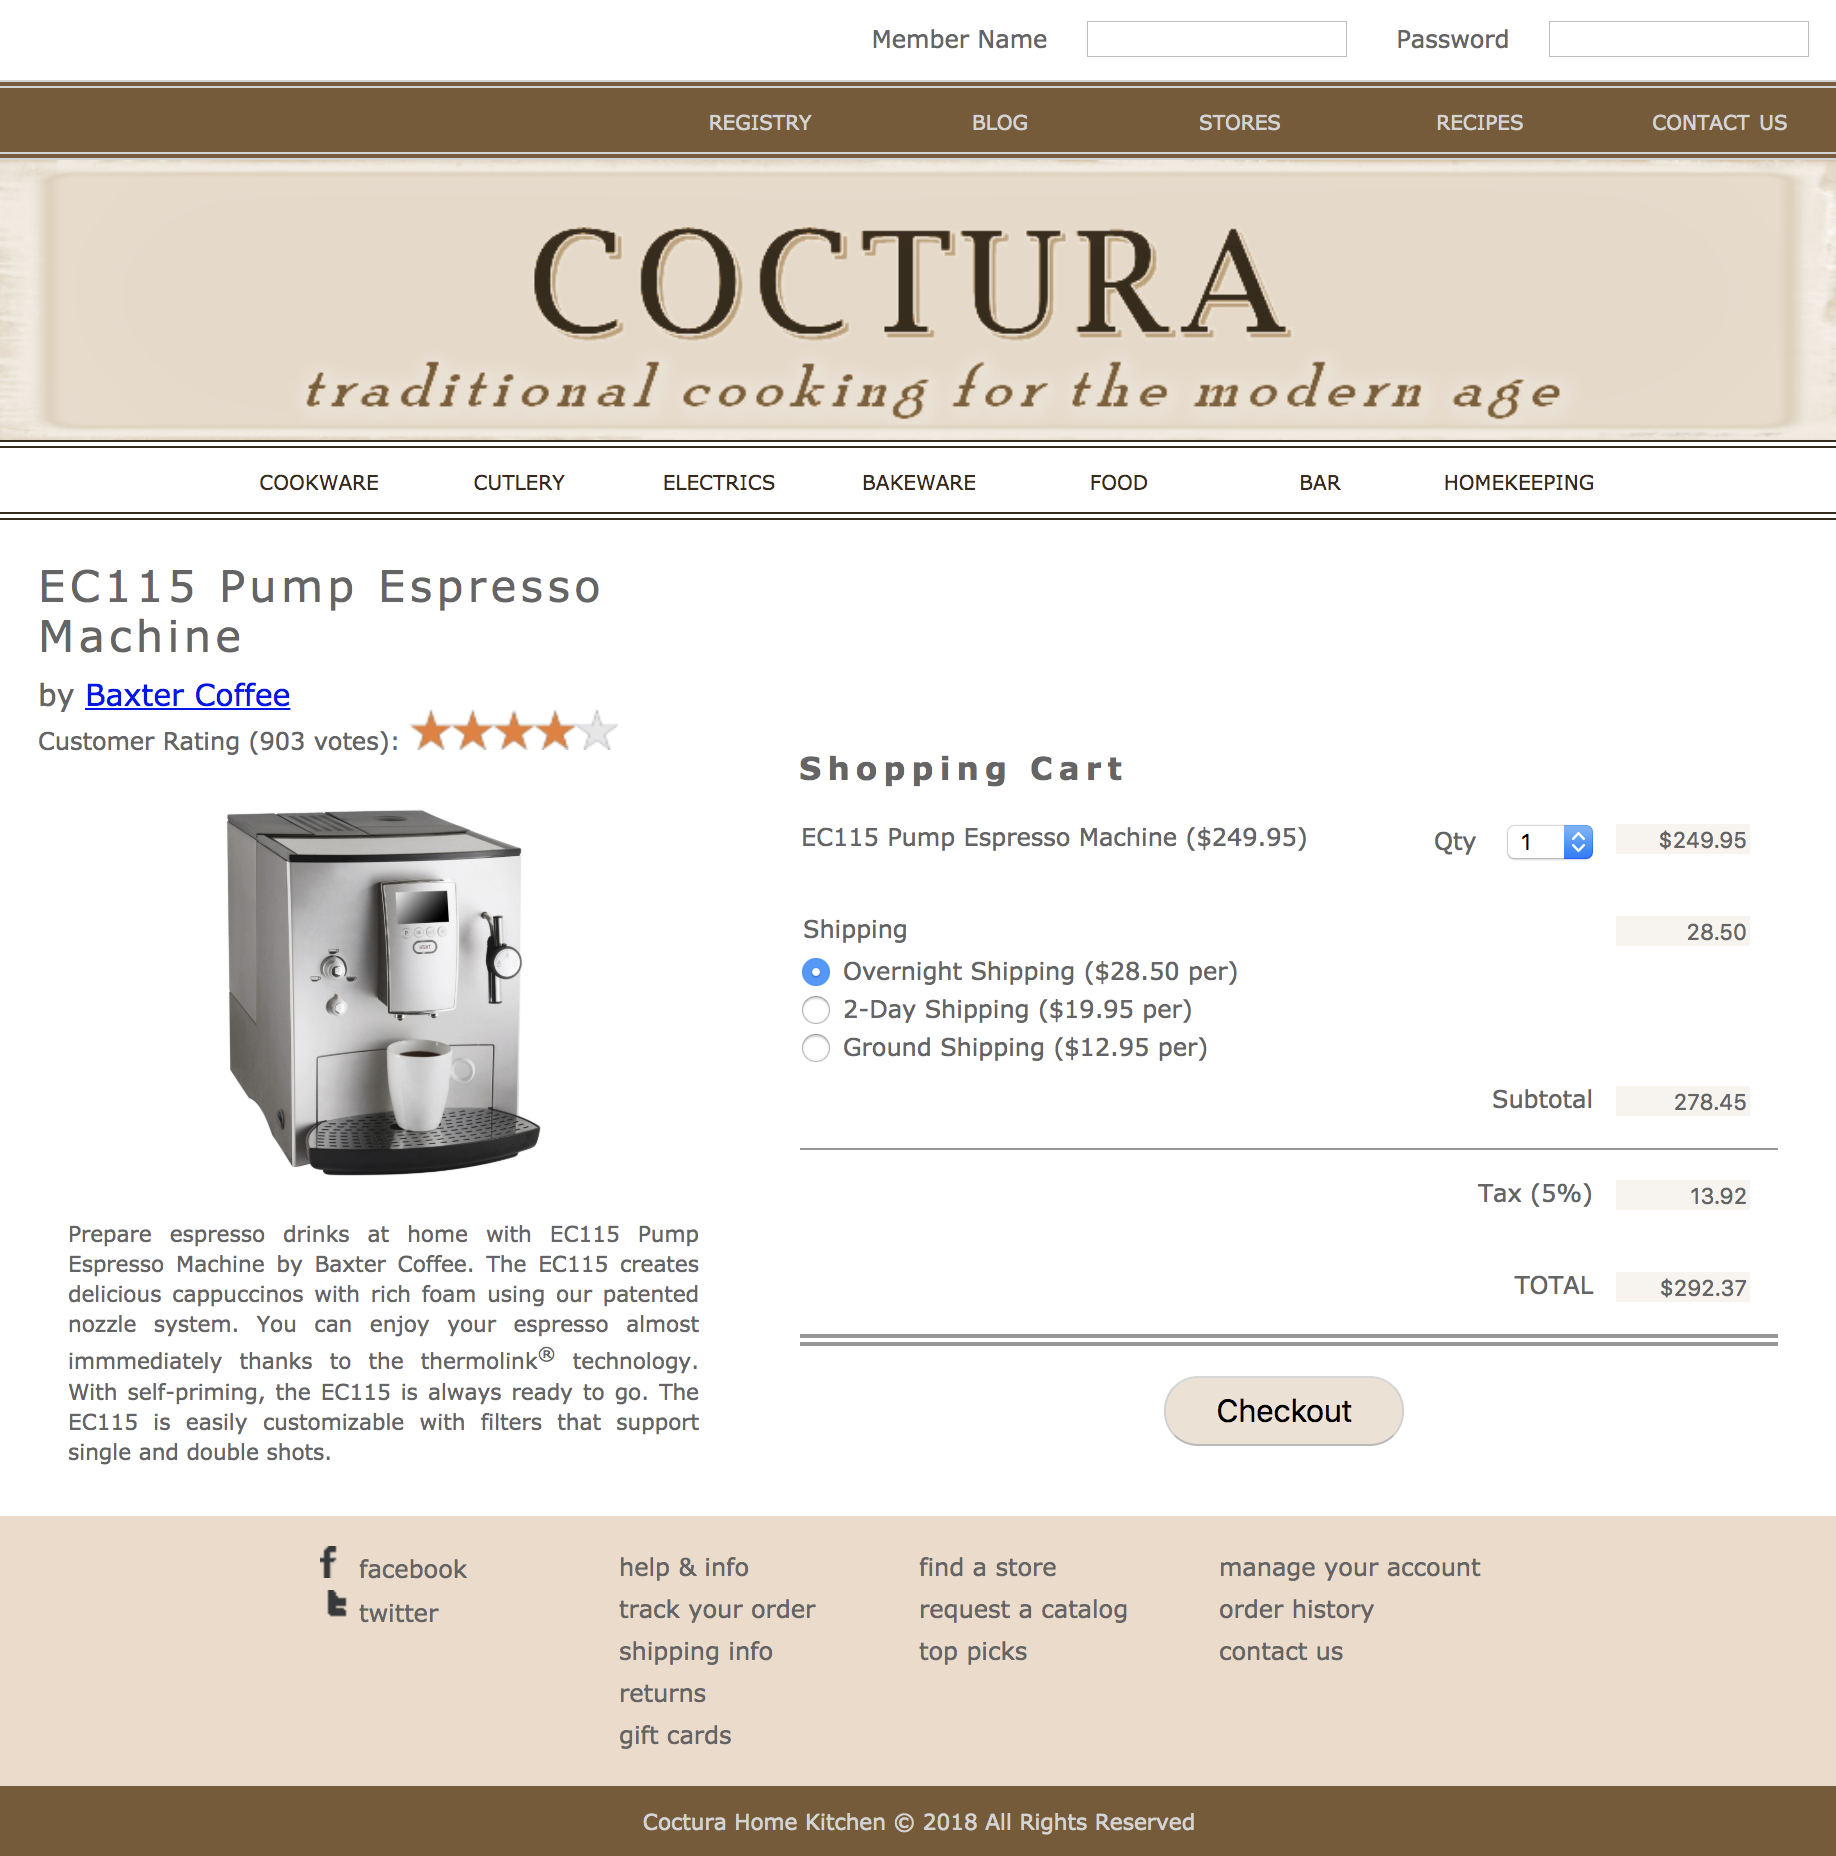 Member Name Password
REGISTRY BLOG STORES RECIPES CONTACT US
COCTURA
traditional cooking for the modern age
COOKWARE CUTLERY ELECTRICS BAKEWARE FOOD BAR HOMEKEEPING
EC115 Pump Espresso
Machine
by Baxter Coffee
Customer Rating (903 votes):
start
Prepare espresso drinks at home with EC115 Pump
Espresso Machine by Baxter Coffee. The EC115 creates
delicious cappuccinos with rich foam using our patented
nozzle system. You can enjoy your espresso almost
immmediately thanks to the thermolink® technology.
With self-priming, the EC115 is always ready to go. The
EC115 is easily customizable with filters that support
single and double shots.
Shopping Cart
EC115 Pump Espresso Machine ($249.95) Qty 1 $249.95
Shipping 28.50
Overnight Shipping ($28.50 per)
2-Day Shipping ($19.95 per)
Ground Shipping ($12.95 per)
Subtotal 278.45
Tax (5%) 13.92
TOTAL $292.37
Checkout
facebook
twitter
help & info
track your order
shipping info
returns
gift cards
find a store
request a catalog
top picks
manage your account
order history
contact us
Coctura Home Kitchen © 2018 All Rights Reserved